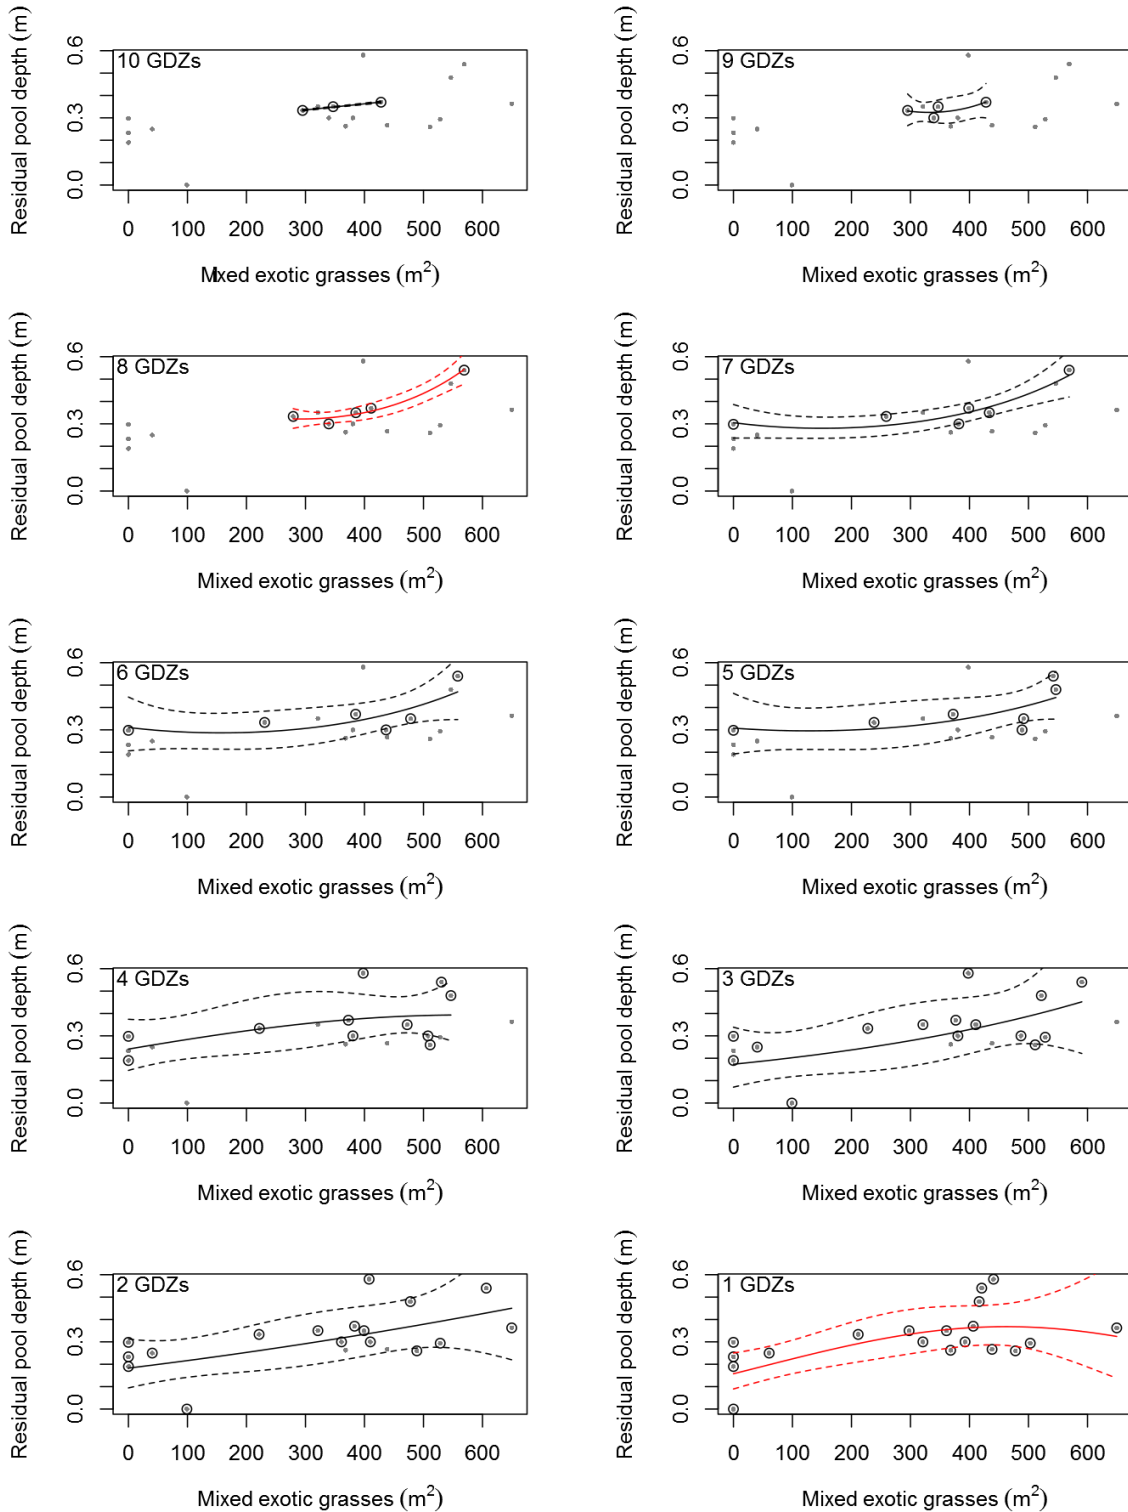 Residual pool depth (m)
0.0 0.3 0.6
10 GDZs
0 100 200 300 400 500 600
Mixed exotic grasses (m²)
Residual pool depth (m)
0.0 0.3 0.6
9 GDZs
0 100 200 300 400 500 600
Mixed exotic grasses (m²)
Residual pool depth (m)
0.0 0.3 0.6
8 GDZs
0 100 200 300 400 500 600
Mixed exotic grasses (m²)
Residual pool depth (m)
0.0 0.3 0.6
7 GDZs
0 100 200 300 400 500 600
Mixed exotic grasses (m²)
Residual pool depth (m)
0.0 0.3 0.6
6 GDZs
0 100 200 300 400 500 600
Mixed exotic grasses (m²)
Residual pool depth (m)
0.0 0.3 0.6
5 GDZs
0 100 200 300 400 500 600
Mixed exotic grasses (m²)
Residual pool depth (m)
0.0 0.3 0.6
4 GDZs
0 100 200 300 400 500 600
Mixed exotic grasses (m²)
Residual pool depth (m)
0.0 0.3 0.6
3 GDZs
0 100 200 300 400 500 600
Mixed exotic grasses (m²)
Residual pool depth (m)
0.0 0.3 0.6
2 GDZs
0 100 200 300 400 500 600
Mixed exotic grasses (m²)
Residual pool depth (m)
0.0 0.3 0.6
1 GDZs
0 100 200 300 400 500 600
Mixed exotic grasses (m²)